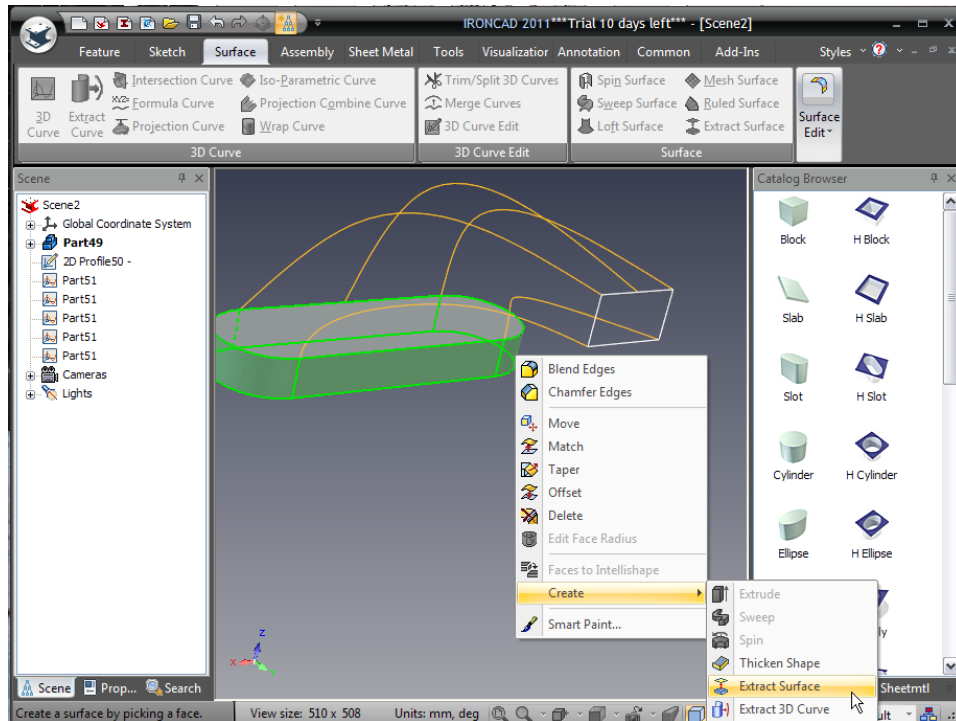 IRONCAD 2011***Trial 10 days left*** - [Scene2]
Feature Sketch Surface Assembly Sheet Metal Tools Visualization Annotation Common Add-Ins Styles
3D Curve
Extract Curve
Intersection Curve
XYZ= Formula Curve
Projection Curve
Iso-Parametric Curve
Projection Combine Curve
Wrap Curve
3D Curve
Trim/Split 3D Curves
Merge Curves
3D Curve Edit
3D Curve Edit
Spin Surface
Sweep Surface
Loft Surface
Mesh Surface
Ruled Surface
Extract Surface
Surface
Surface Edit
Scene
Scene2
Global Coordinate System
Part49
2D Profile50 -
Part51
Part51
Part51
Part51
Part51
Cameras
Lights
Z
X
Blend Edges
Chamfer Edges
Move
Match
Taper
Offset
Delete
Edit Face Radius
Faces to Intellishape
Create
Smart Paint...
Extrude
Sweep
Spin
Thicken Shape
Extract Surface
Extract 3D Curve
Catalog Browser
Block H Block
Slab H Slab
Slot H Slot
Cylinder H Cylinder
Ellipse H Ellipse
ly
Sheetmtl
Scene Prop... Search
Create a surface by picking a face.
View size: 510 x 508
Units: mm, deg
ult